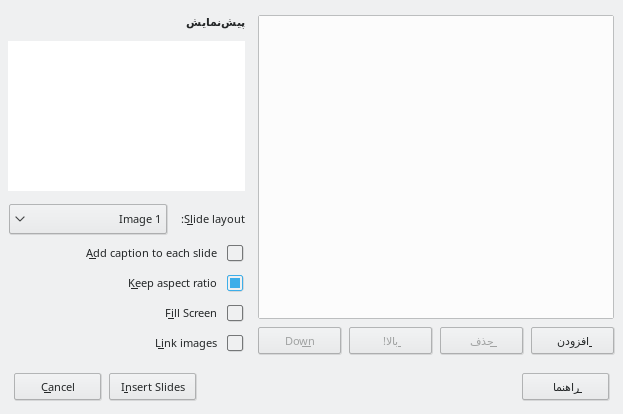 پیش‌نمایش
Slide layout:
Image 1
Add caption to each slide
Keep aspect ratio
Fill Screen
Link images
افزودن
حذف
بالا!
Down
راهنما
Insert Slides
Cancel